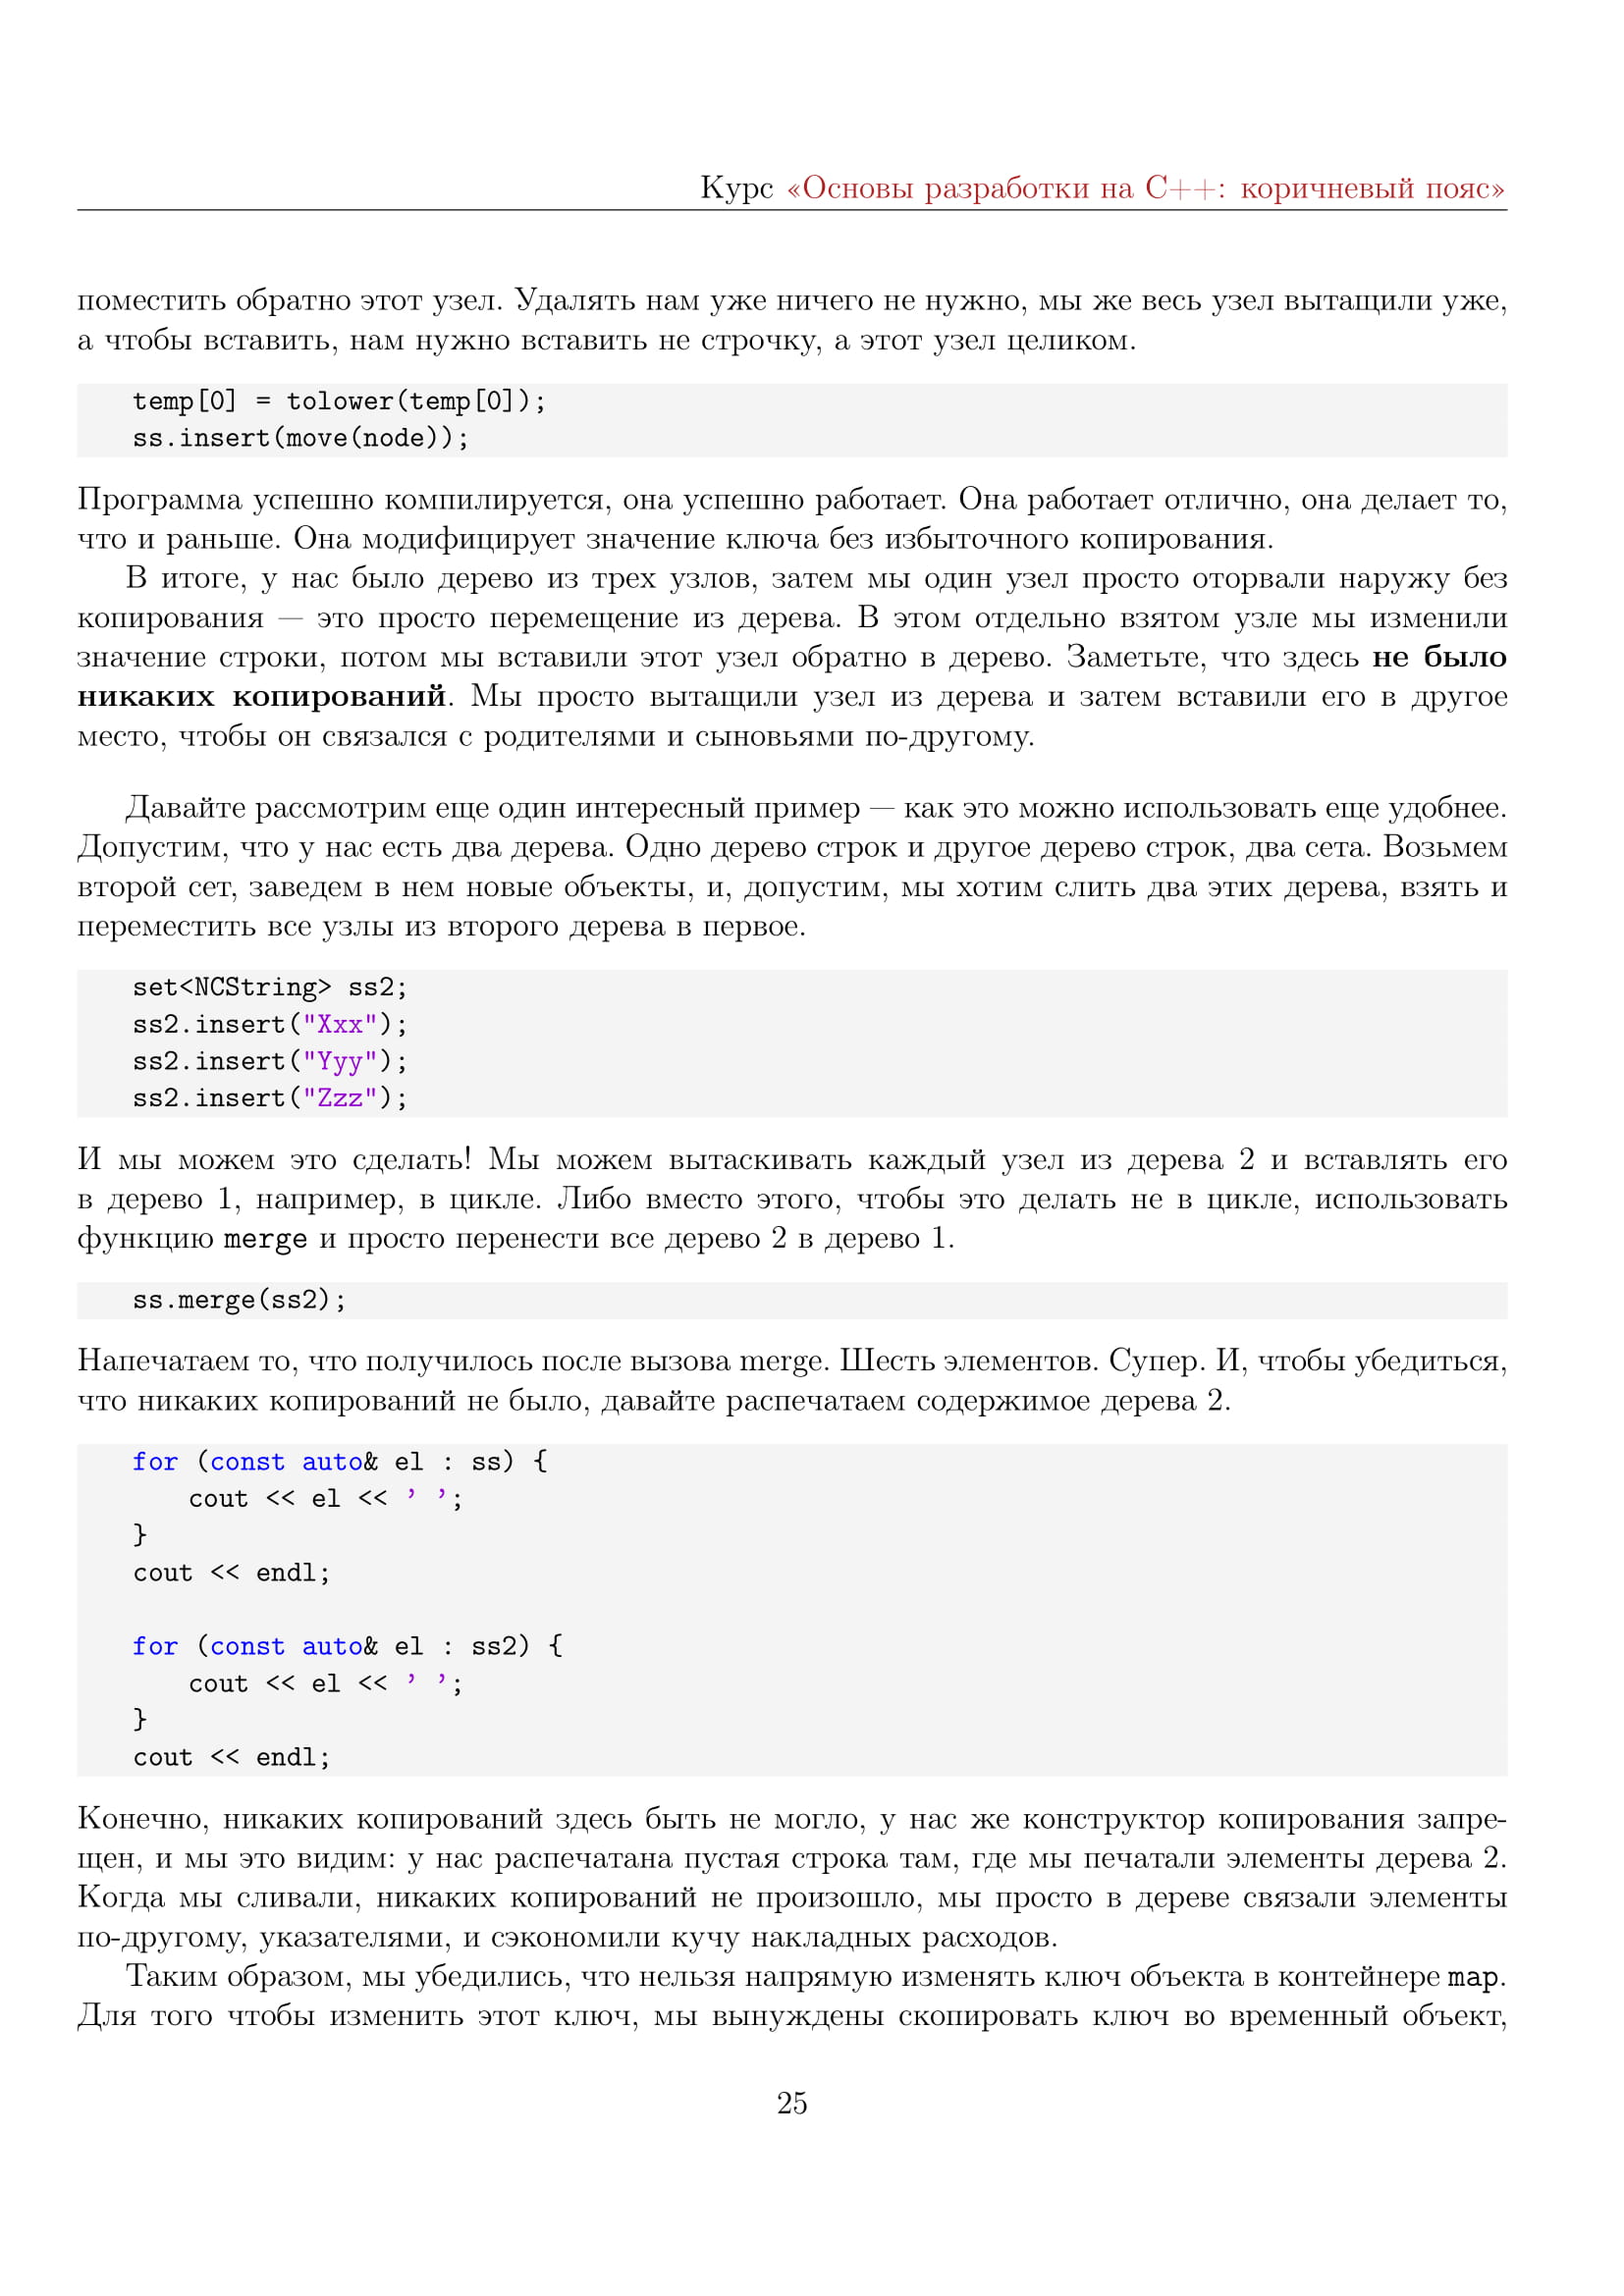 Курс «Основы разработки на C++: коричневый пояс»
поместить обратно этот узел. Удалять нам уже ничего не нужно, мы же весь узел вытащили уже,
а чтобы вставить, нам нужно вставить не строчку, а этот узел целиком.
temp[0] = tolower(temp[0]);
ss.insert(move(node));
Программа успешно компилируется, она успешно работает. Она работает отлично, она делает то,
что и раньше. Она модифицирует значение ключа без избыточного копирования.
В итоге, у нас было дерево из трех узлов, затем мы один узел просто оторвали наружу без
копирования — это просто перемещение из дерева. В этом отдельно взятом узле мы изменили
значение строки, потом мы вставили этот узел обратно в дерево. Заметьте, что здесь не было
никаких копирований. Мы просто вытащили узел из дерева и затем вставили его в другое
место, чтобы он связался с родителями и сыновьями по-другому.
Давайте рассмотрим еще один интересный пример — как это можно использовать еще удобнее.
Допустим, что у нас есть два дерева. Одно дерево строк и другое дерево строк, два сета. Возьмем
второй сет, заведем в нем новые объекты, и, допустим, мы хотим слить два этих дерева, взять и
переместить все узлы из второго дерева в первое.
set<NCString> ss2;
ss2.insert("Xxx");
ss2.insert("Yyy");
ss2.insert("Zzz");
И мы можем это сделать! Мы можем вытаскивать каждый узел из дерева 2 и вставлять его
в дерево 1, например, в цикле. Либо вместо этого, чтобы это делать не в цикле, использовать
функцию merge и просто перенести все дерево 2 в дерево 1.
ss.merge(ss2);
Напечатаем то, что получилось после вызова merge. Шесть элементов. Супер. И, чтобы убедиться,
что никаких копирований не было, давайте распечатаем содержимое дерева 2.
for (const auto& el : ss) {
cout << el << ’ ’;
}
cout << endl;
for (const auto& el : ss2) {
cout << el << ’ ’;
}
cout << endl;
Конечно, никаких копирований здесь быть не могло, у нас же конструктор копирования запре-
щен, и мы это видим: у нас распечатана пустая строка там, где мы печатали элементы дерева 2.
Когда мы сливали, никаких копирований не произошло, мы просто в дереве связали элементы
по-другому, указателями, и сэкономили кучу накладных расходов.
Таким образом, мы убедились, что нельзя напрямую изменять ключ объекта в контейнере map.
Для того чтобы изменить этот ключ, мы вынуждены скопировать ключ во временный объект,
25